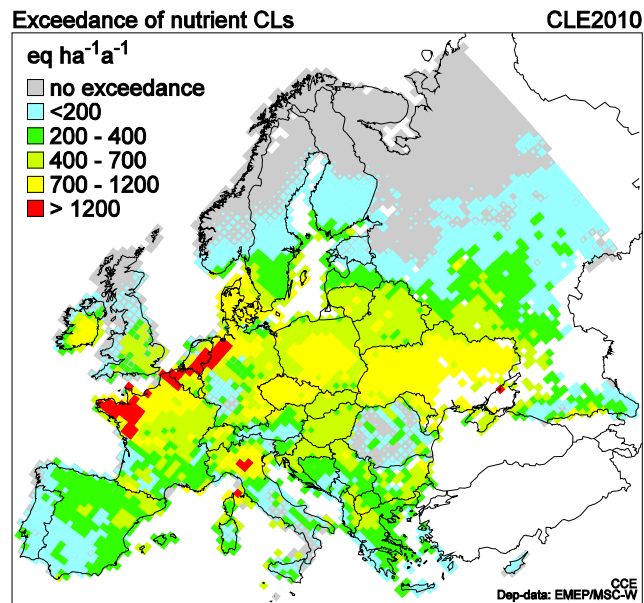 Exceedance of nutrient CLs CLE2010
eq ha⁻¹a⁻¹
no exceedance
<200
200 - 400
400 - 700
700 - 1200
> 1200
CCE
Dep-data: EMEP/MSC-W